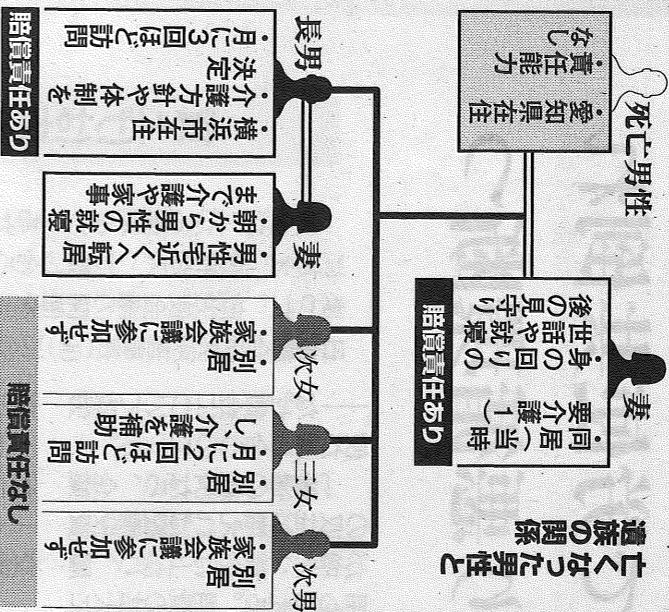 亡くなった男性と
遺族の関係
死亡男性
・愛知県在住
・責任能力
なし
妻
・同居（当時
要介護1）
・身の回りの
世話や就寝
後の見守り
賠償責任あり
長男
・横浜市在住
・介護方針や体制を
決定
・月に3回ほど訪問
賠償責任あり
妻
・男性宅近くへ転居
・朝から男性の就寝
まで介護や家事
次女
・別居
・家族会議に参加せず
三女
・別居
・月に2回ほど訪問
し、介護を補助
次男
・別居
・家族会議に参加せず
賠償責任なし